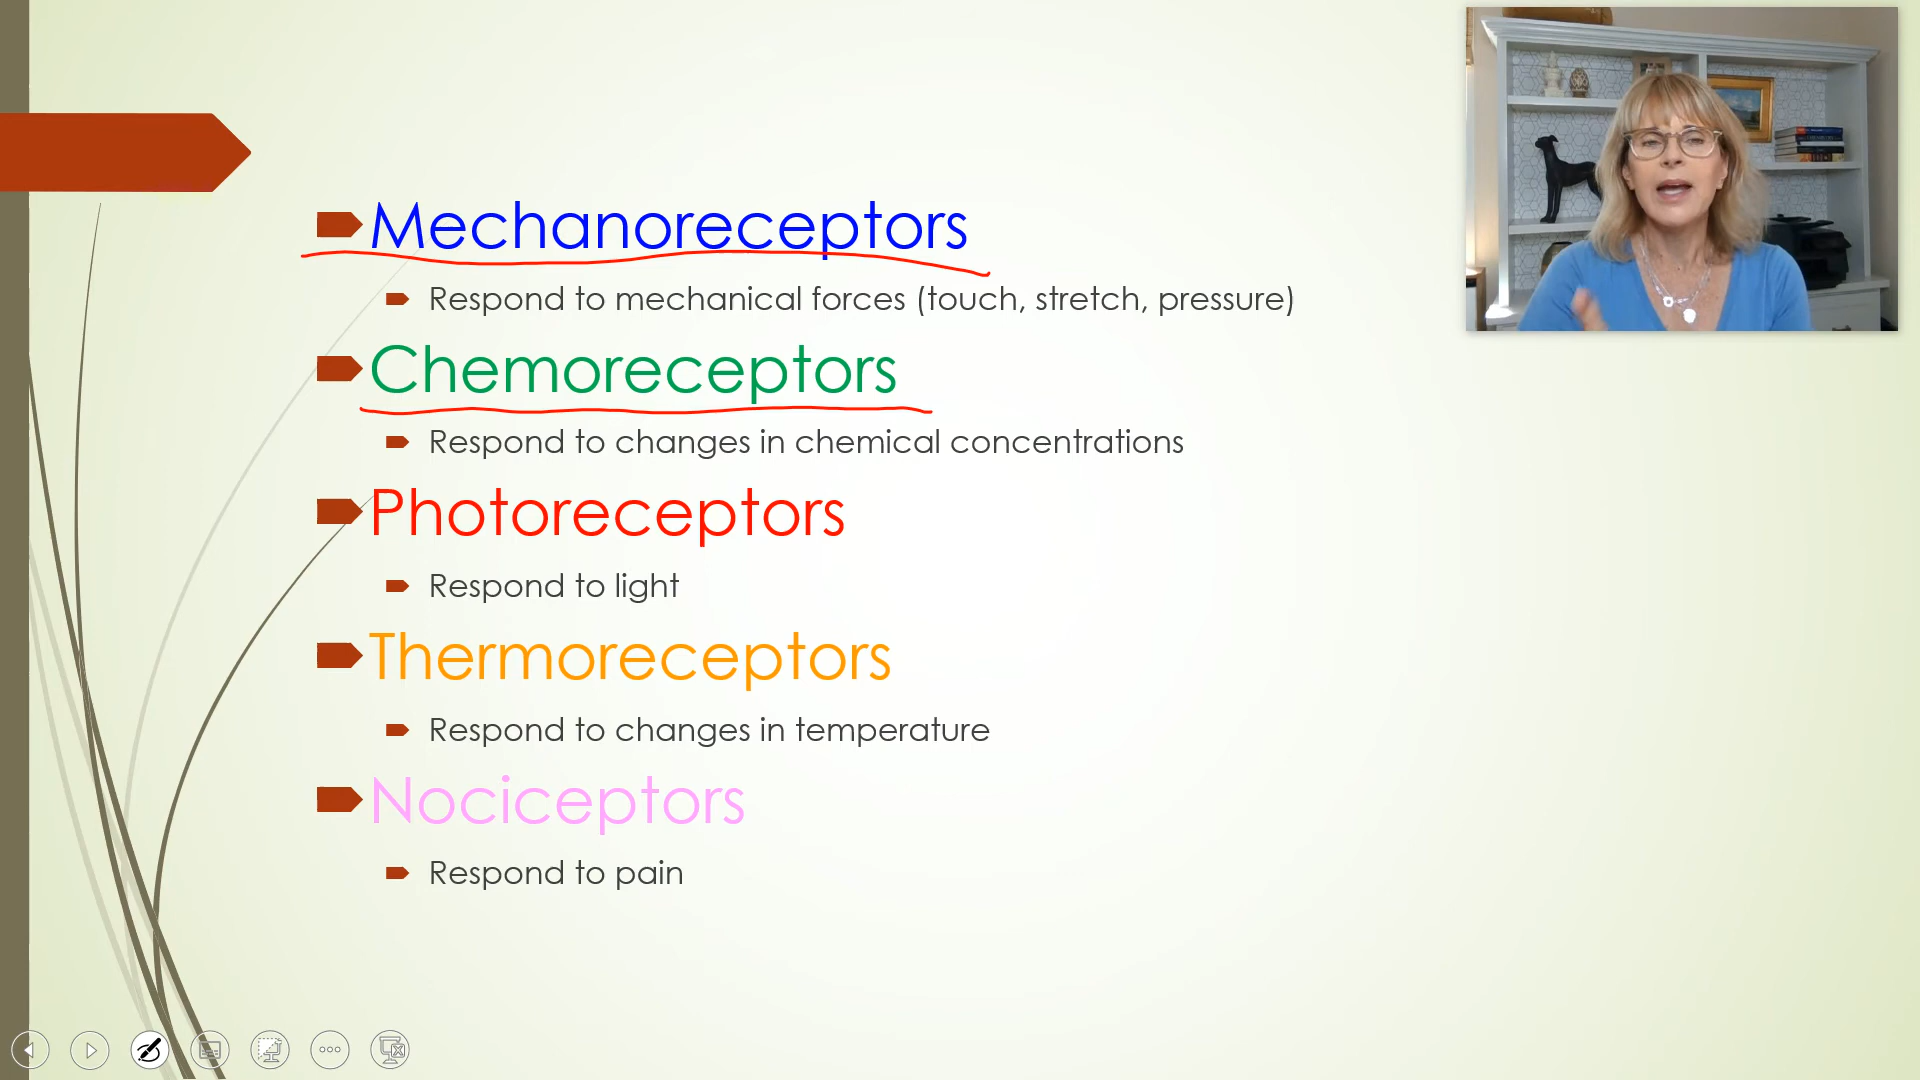 Mechanoreceptors
Respond to mechanical forces (touch, stretch, pressure)
Chemoreceptors
Respond to changes in chemical concentrations
Photoreceptors
Respond to light
Thermoreceptors
Respond to changes in temperature
Nociceptors
Respond to pain